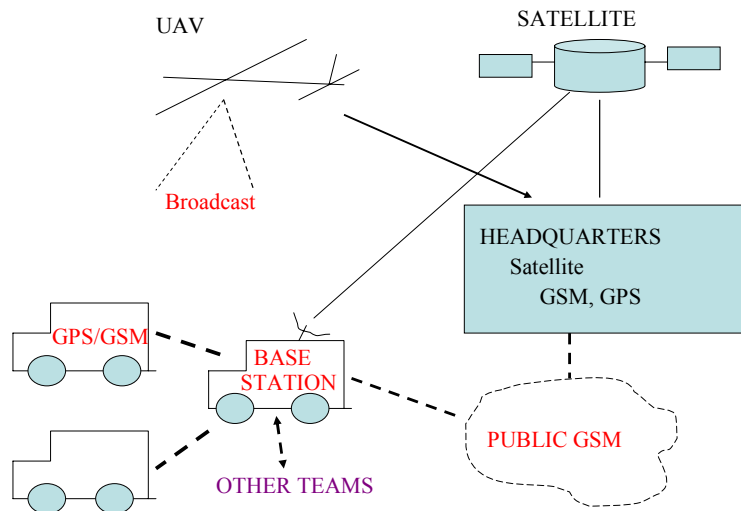 UAV
SATELLITE
Broadcast
HEADQUARTERS
Satellite
GSM, GPS
GPS/GSM
BASE
STATION
PUBLIC GSM
OTHER TEAMS